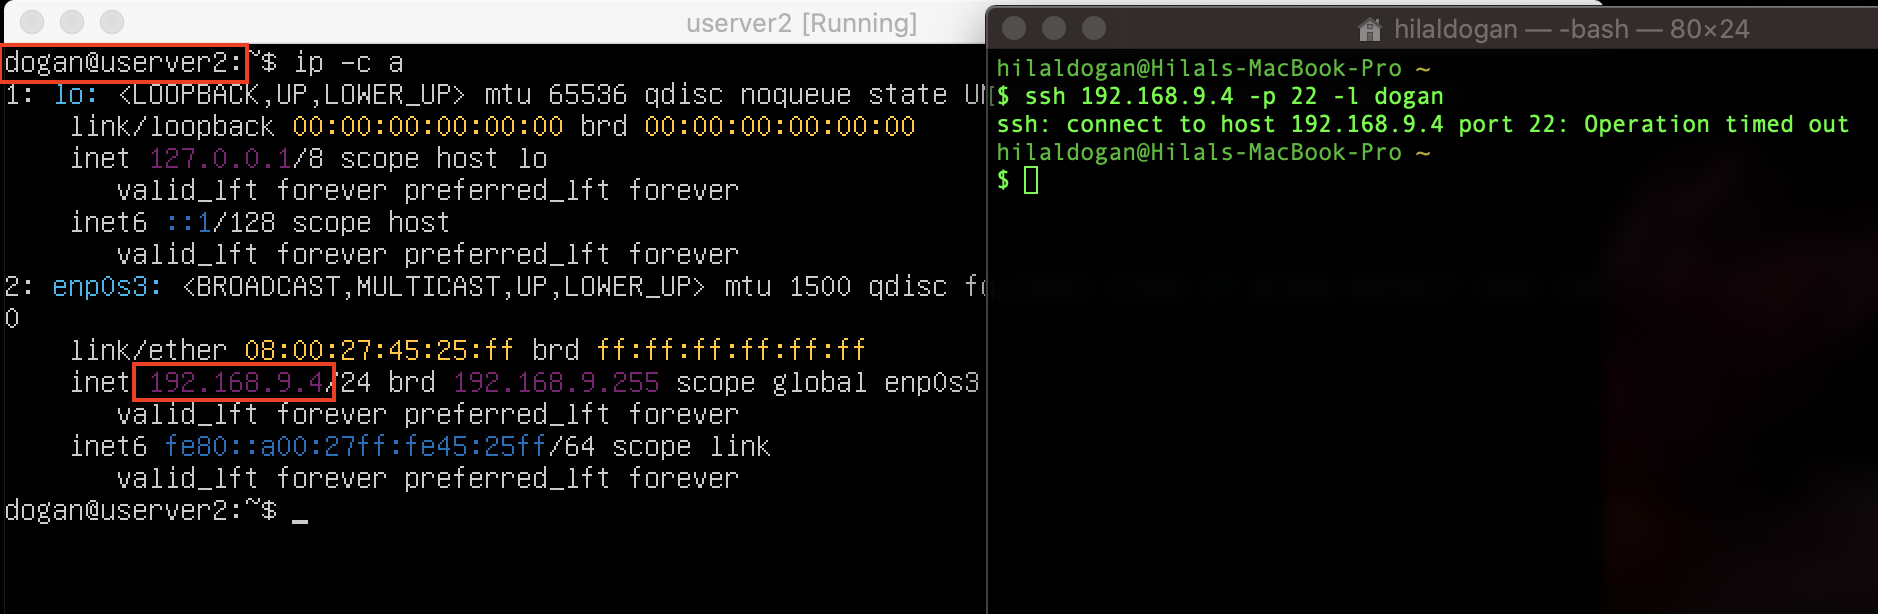 userver2 [Running]
dogan@userver2:~$ ip -c a
1: lo: <LOOPBACK,UP,LOWER_UP> mtu 65536 qdisc noqueue state UN
link/loopback 00:00:00:00:00:00 brd 00:00:00:00:00:00
inet 127.0.0.1/8 scope host lo
valid_lft forever preferred_lft forever
inet6 ::1/128 scope host
valid_lft forever preferred_lft forever
2: enp0s3: <BROADCAST,MULTICAST,UP,LOWER_UP> mtu 1500 qdisc
0
link/ether 08:00:27:45:25:ff brd ff:ff:ff:ff:ff:ff
inet 192.168.9.4/24 brd 192.168.9.255 scope global enp0s3
valid_lft forever preferred_lft forever
inet6 fe80::a00:27ff:fe45:25ff/64 scope link
valid_lft forever preferred_lft forever
dogan@userver2:~$ _
hilaldogan — -bash — 80×24
hilaldogan@Hilals-MacBook-Pro ~
$ ssh 192.168.9.4 -p 22 -l dogan
ssh: connect to host 192.168.9.4 port 22: Operation timed out
hilaldogan@Hilals-MacBook-Pro ~
$